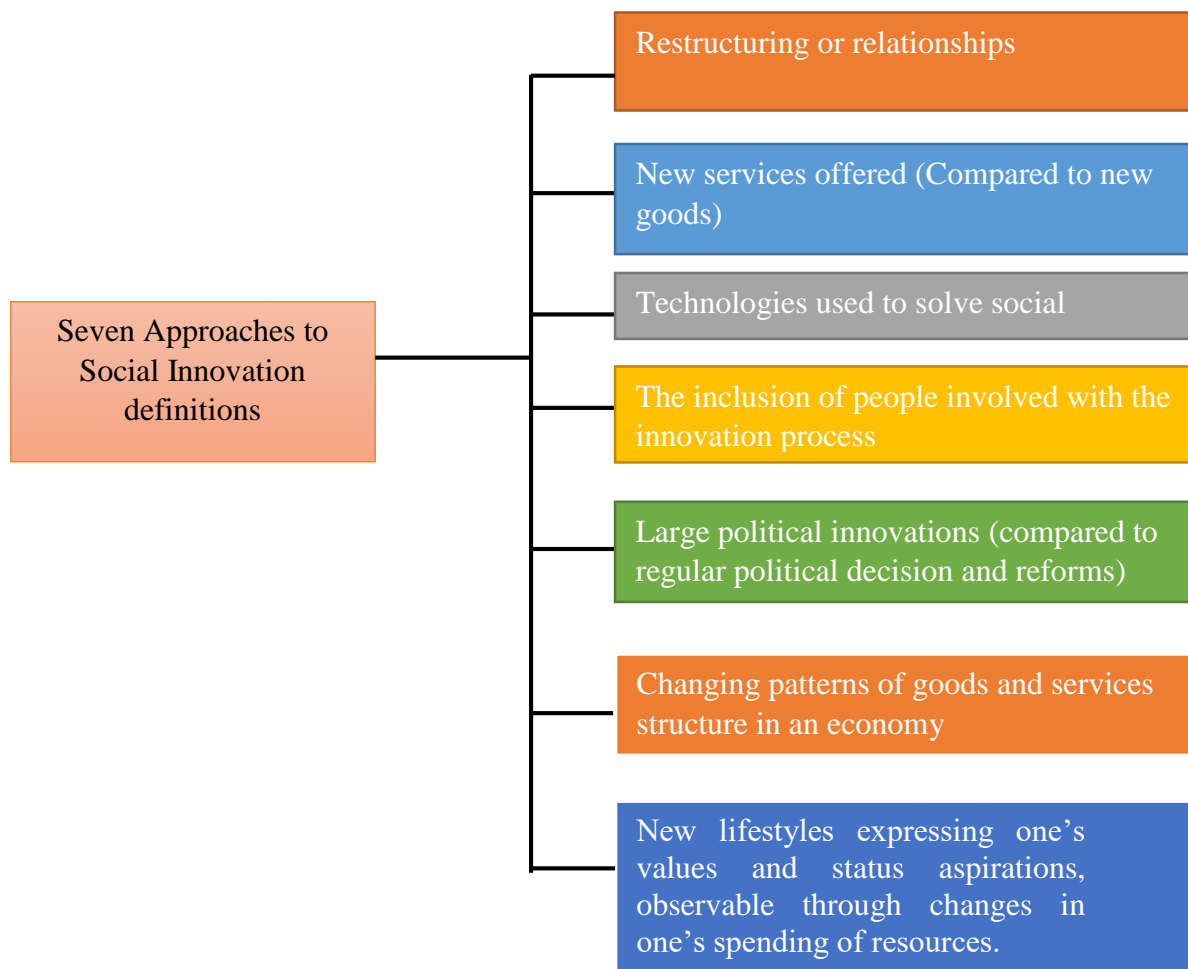 Restructuring or relationships
New services offered (Compared to new
goods)
Technologies used to solve social
Seven Approaches to
Social Innovation
definitions
The inclusion of people involved with the
innovation process
Large political innovations (compared to
regular political decision and reforms)
Changing patterns of goods and services
structure in an economy
New lifestyles expressing one’s
values and status aspirations,
observable through changes in
one’s spending of resources.